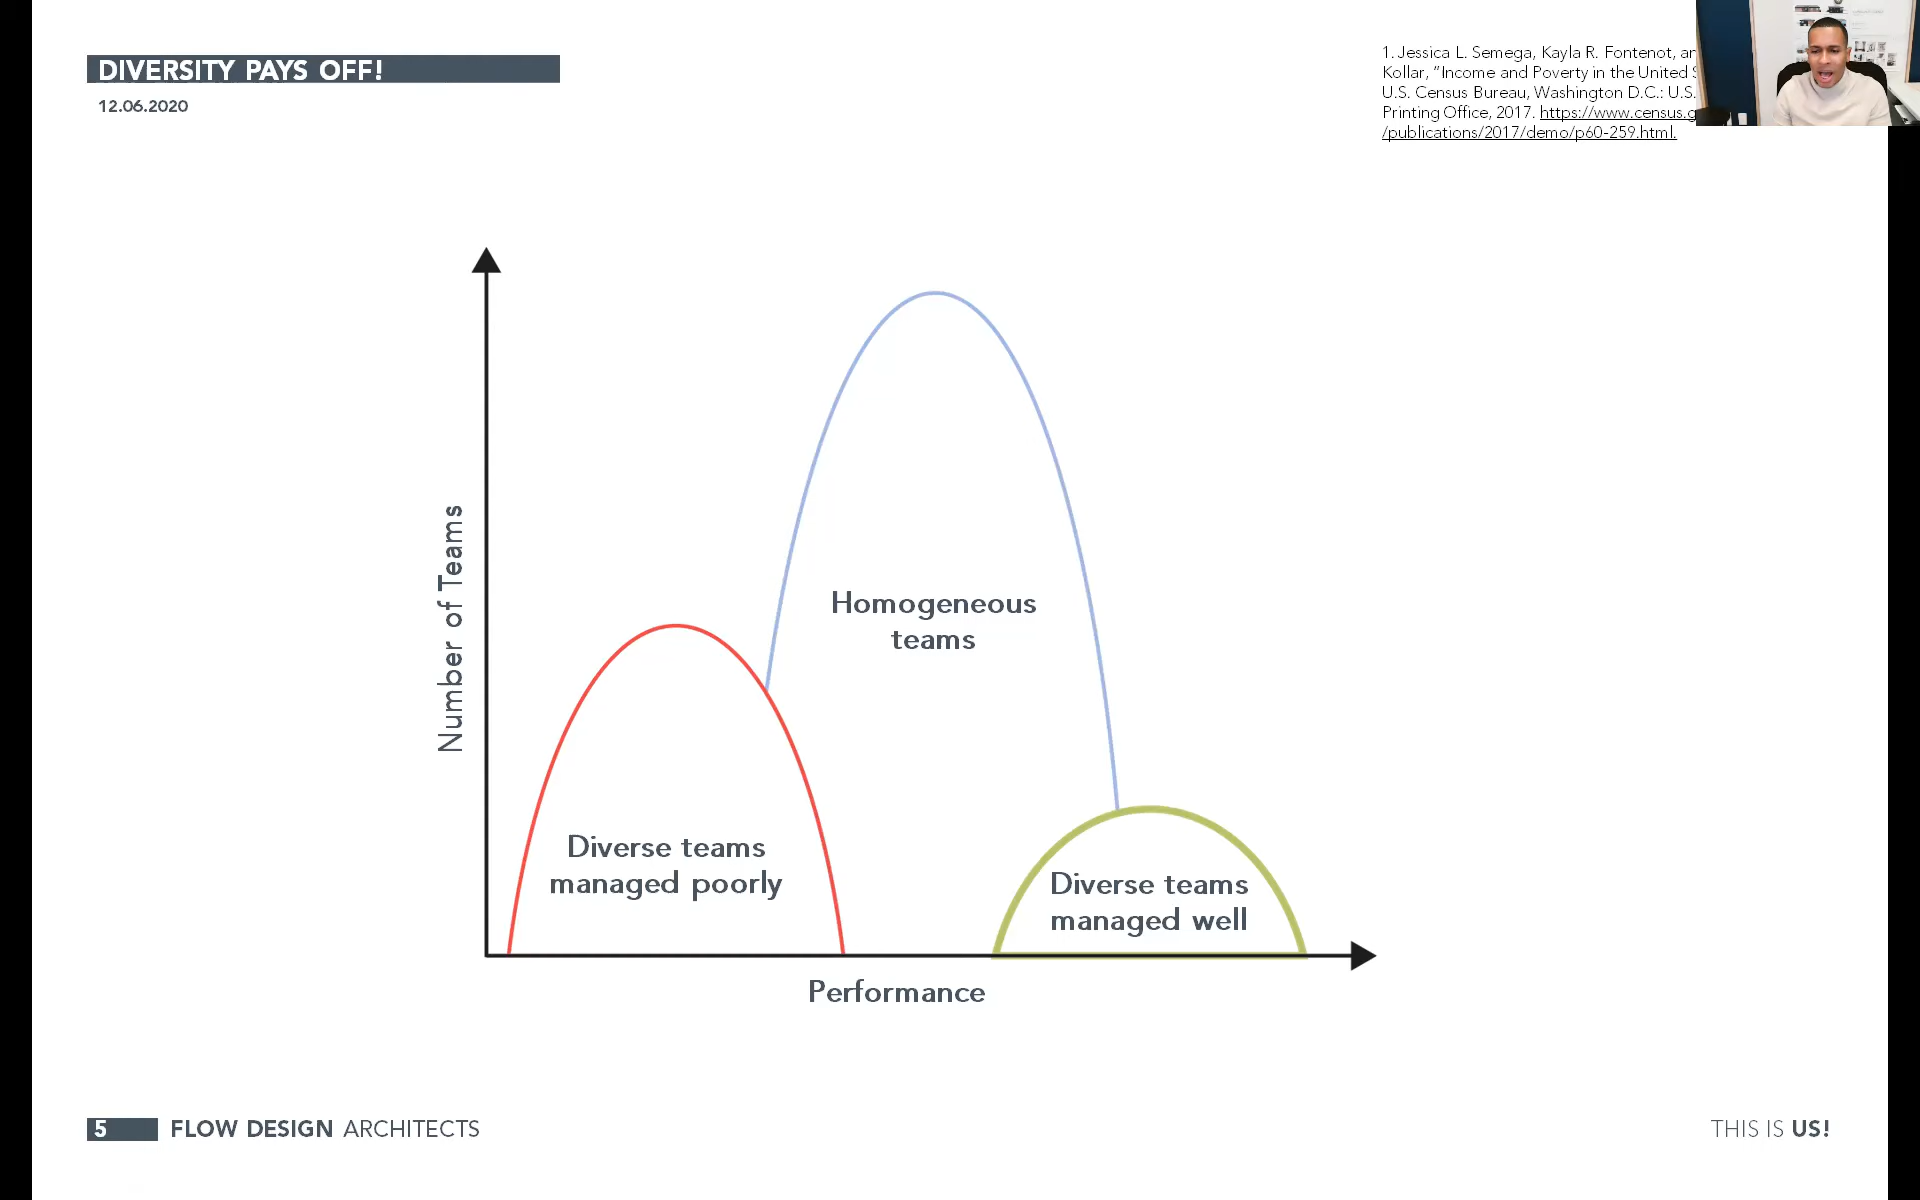 DIVERSITY PAYS OFF!
12.06.2020
1. Jessica L. Semega, Kayla R. Fontenot,
Kollar, “Income and Poverty in the United
U.S. Census Bureau, Washington D.C.: U.S.
Printing Office, 2017. https://www.census.g
/publications/2017/demo/p60-259.html.
Number of Teams
Homogeneous
teams
Diverse teams
managed poorly
Diverse teams
managed well
Performance
5 FLOW DESIGN ARCHITECTS
THIS IS US!